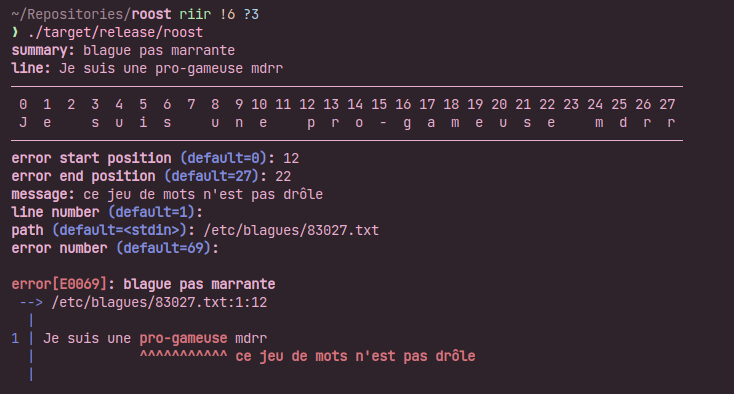 ~/Repositories/roost riir !6 ?3
❯ ./target/release/roost
summary: blague pas marrante
line: Je suis une pro-gameuse mdrr
0 1 2 3 4 5 6 7 8 9 10 11 12 13 14 15 16 17 18 19 20 21 22 23 24 25 26 27
J e s u i s u n e p r o - g a m e u s e m d r r
error start position (default=0): 12
error end position (default=27): 22
message: ce jeu de mots n'est pas drôle
line number (default=1):
path (default=<stdin>): /etc/blagues/83027.txt
error number (default=69):
error[E0069]: blague pas marrante
--> /etc/blagues/83027.txt:1:12
|
1 | Je suis une pro-gameuse mdrr
| ^^^^^^^^^^^ ce jeu de mots n'est pas drôle
|